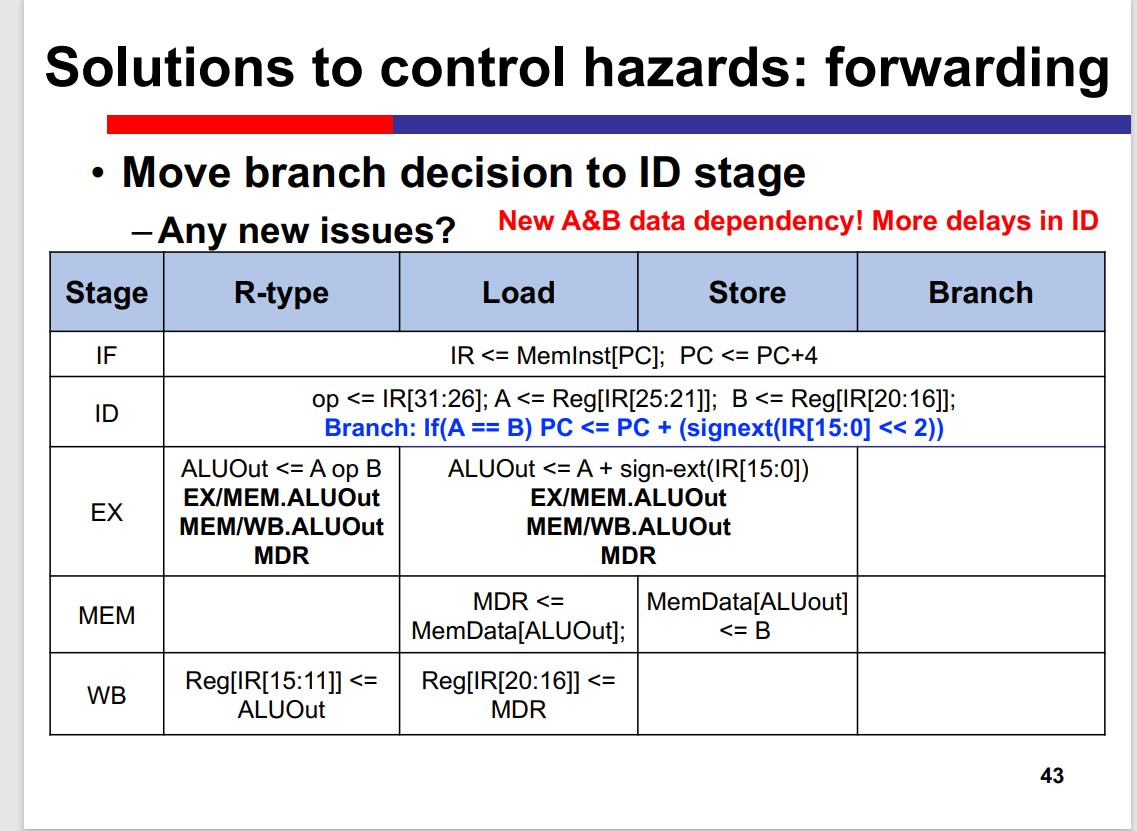 Solutions to control hazards: forwarding
• Move branch decision to ID stage
–Any new issues?
New A&B data dependency! More delays in ID
Stage R-type Load Store Branch
IF IR <= MemInst[PC]; PC <= PC+4
ID op <= IR[31:26]; A <= Reg[IR[25:21]]; B <= Reg[IR[20:16]];
Branch: If(A == B) PC <= PC + (signext(IR[15:0] << 2))
EX
ALUOut <= A op B
EX/MEM.ALUOut
MEM/WB.ALUOut
MDR
ALUOut <= A + sign-ext(IR[15:0])
EX/MEM.ALUOut
MEM/WB.ALUOut
MDR
MEM
MDR <=
MemData[ALUOut];
MemData[ALUout]
<= B
WB
Reg[IR[15:11]] <=
ALUOut
Reg[IR[20:16]] <=
MDR
43